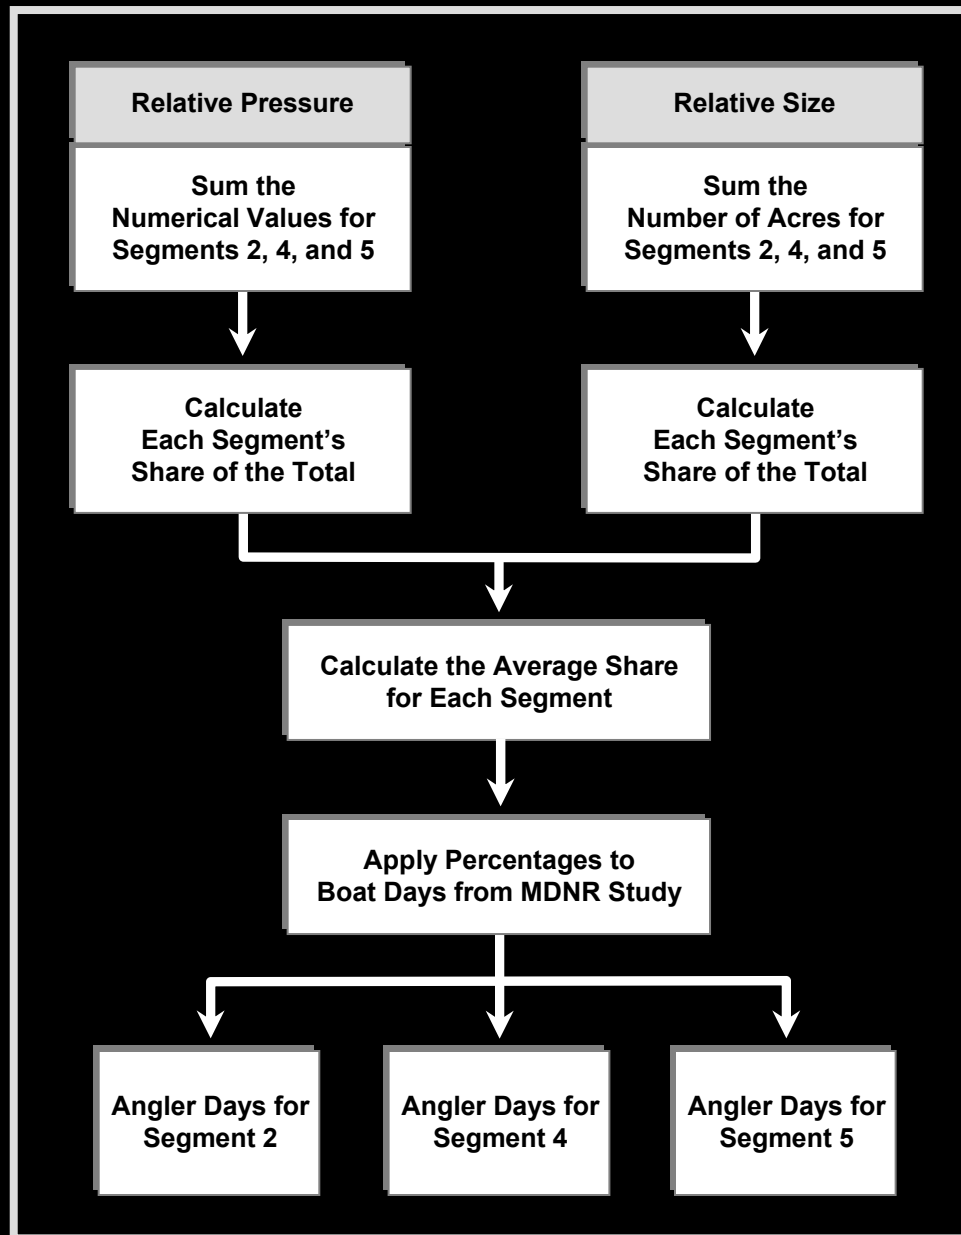 Relative Pressure
Sum the
Numerical Values for
Segments 2, 4, and 5
Relative Size
Sum the
Number of Acres for
Segments 2, 4, and 5
Calculate
Each Segment’s
Share of the Total
Calculate
Each Segment’s
Share of the Total
Calculate the Average Share
for Each Segment
Apply Percentages to
Boat Days from MDNR Study
Angler Days for
Segment 2
Angler Days for
Segment 4
Angler Days for
Segment 5